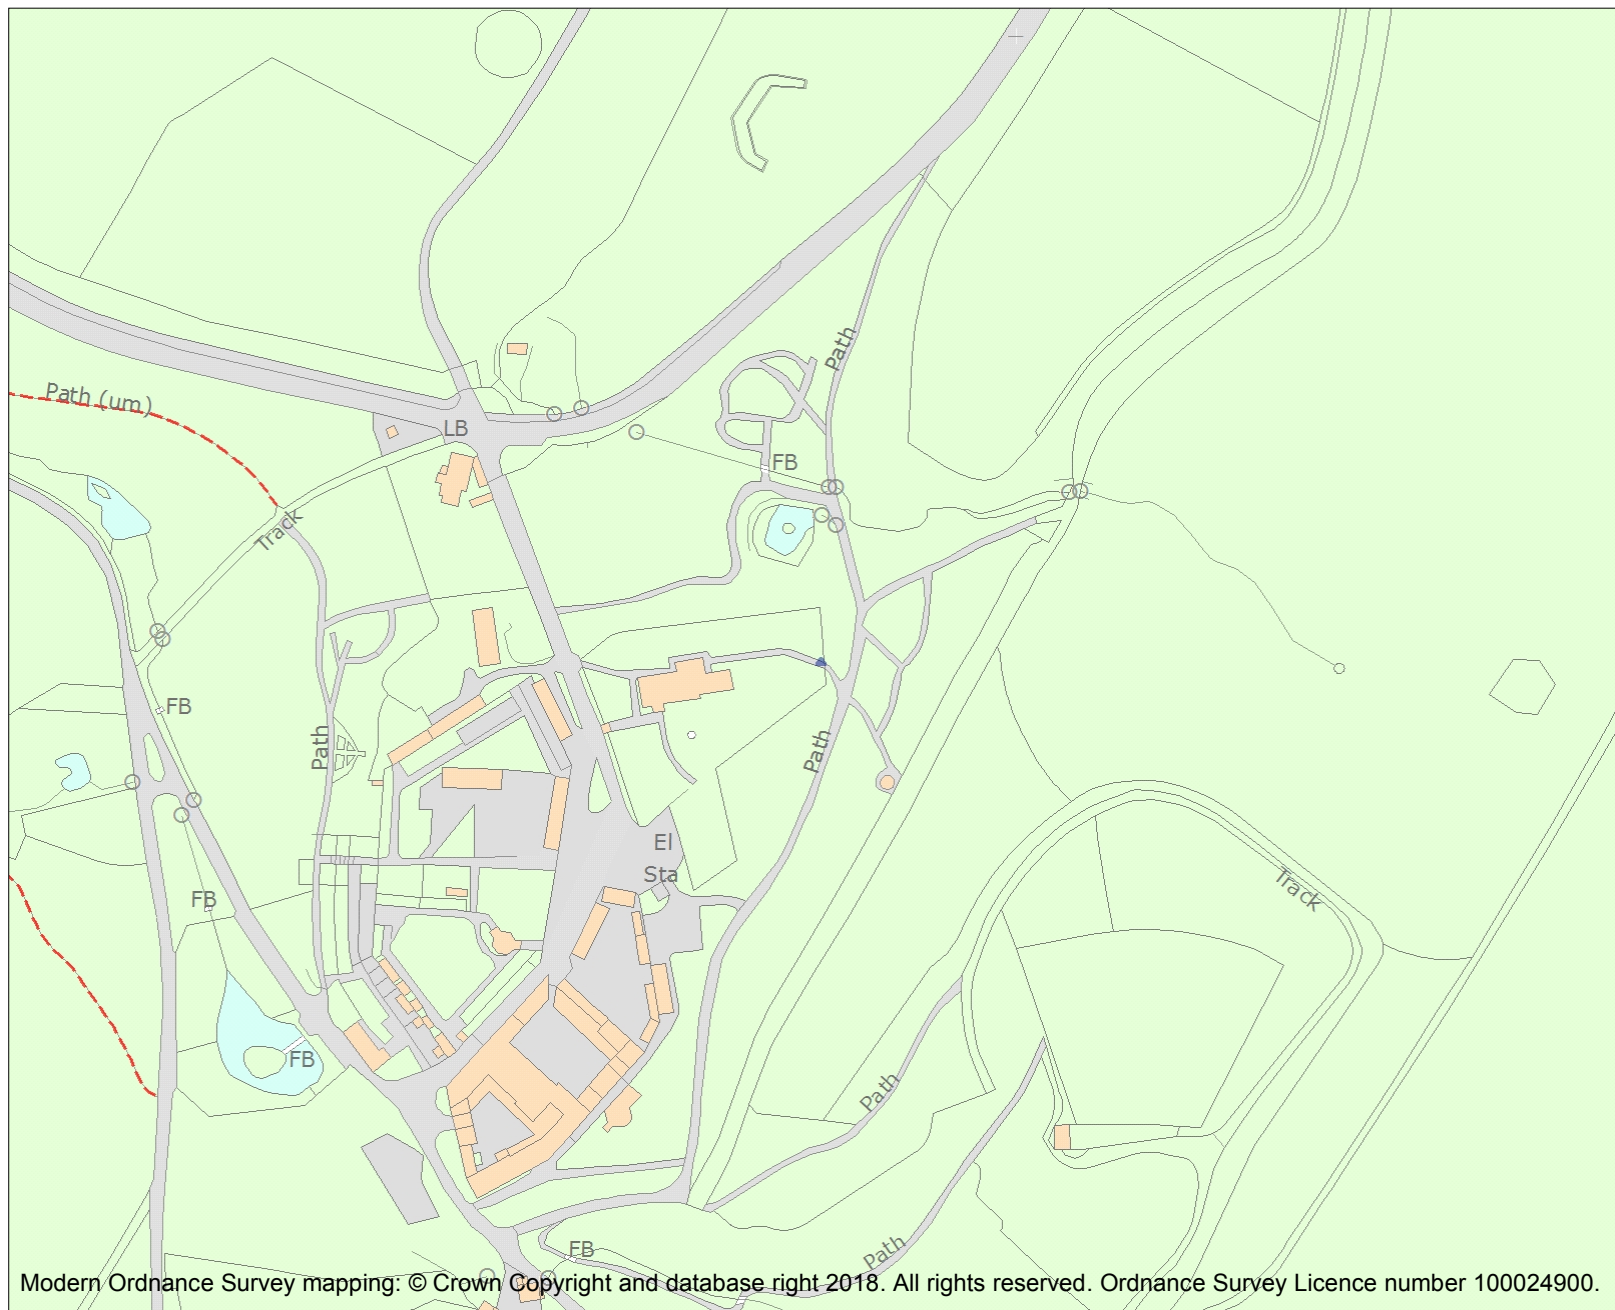 Path
Path (um)
LB
FB
Track
FB
Path
Path
El
Sta
Track
FB
FB
Path
FB
Path
Modern Ordnance Survey mapping: © Crown Copyright and database right 2018. All rights reserved. Ordnance Survey Licence number 100024900.